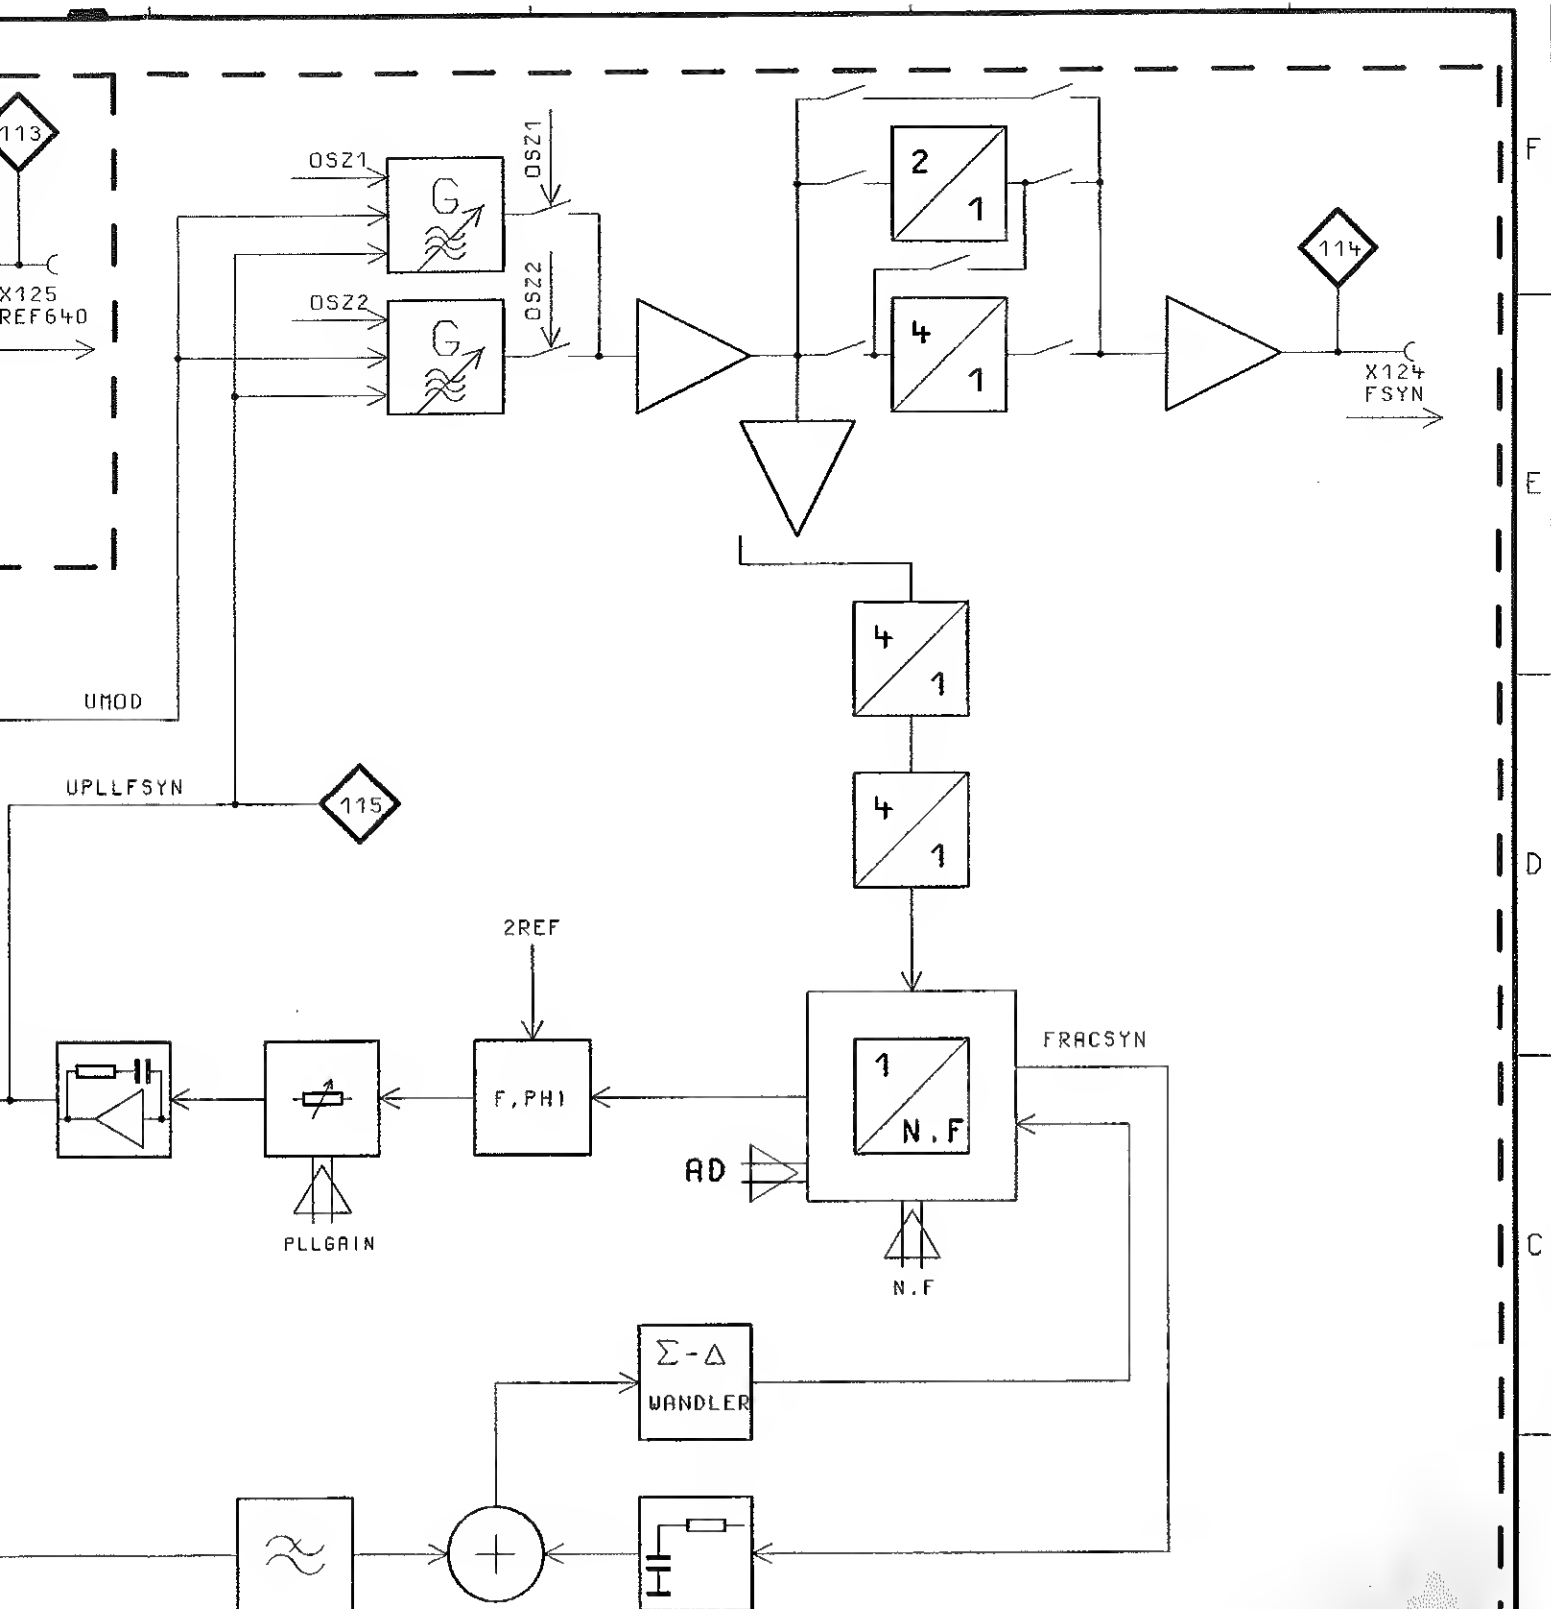 F
113
OSZ1
OSZ1
G
2
1
114
X125
REF640
OSZ2
OSZ2
G
4
1
X124
FSYN
E
4
1
UMOD
UPLLFSYN
115
4
1
D
2REF
FRACSYN
F,PH1
1
N.F
AD
PLLGAIN
N.F
C
Σ-Δ
WANDLER
+